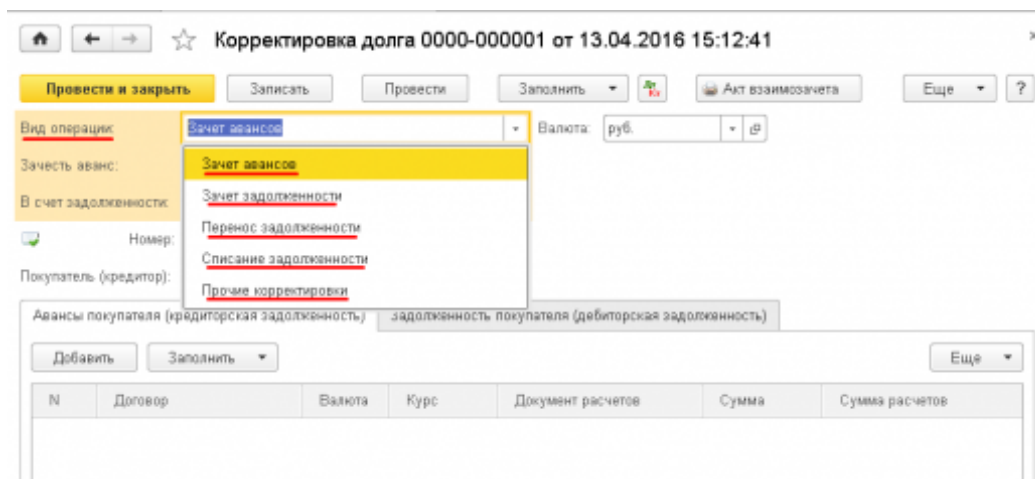 Корректировка долга 0000-000001 от 13.04.2016 15:12:41
Провести и закрыть Записать Провести Заполнить Акт взаимозачета Еще ?
Вид операции: Зачет авансов Валюта: руб.
Зачесть аванс: Зачет авансов
Зачет задолженности
В счет задолженности:
Перенос задолженности
Номер:
Списание задолженности
Покупатель (кредитор):
Прочие корректировки
Авансы покупателя (кредиторская задолженность) Задолженность покупателя (дебиторская задолженность)
Добавить Заполнить Еще
N Договор Валюта Курс Документ расчетов Сумма Сумма расчетов